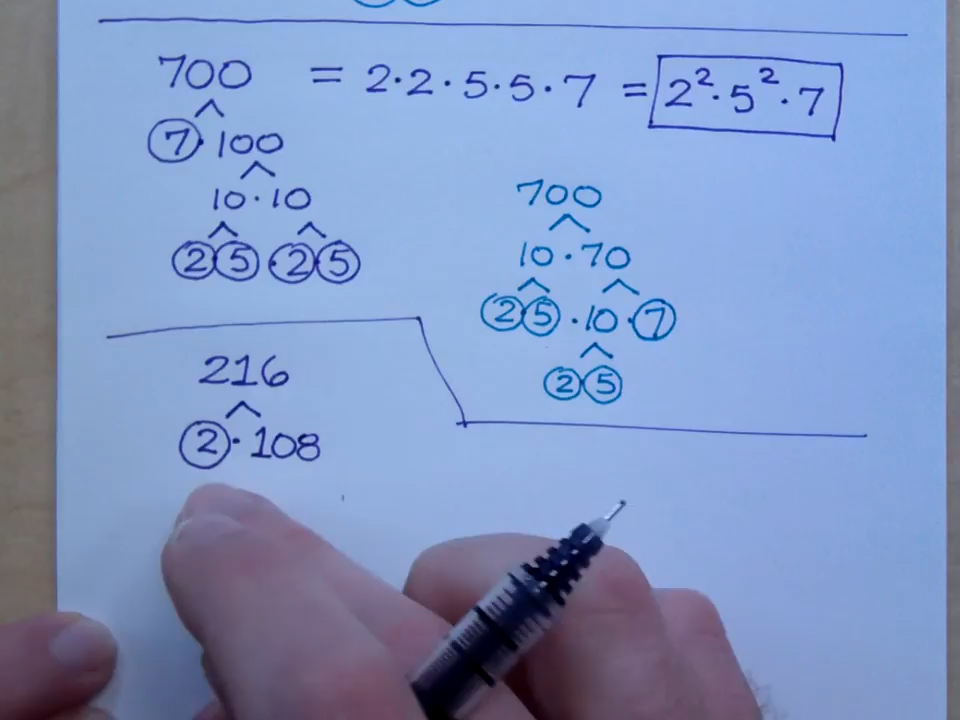 700 = 2·2·5·5·7 = 2²·5²·7
7·100
10·10
2 5 · 2 5
700
10·70
2 5 ·10·7
2 5
216
2·108